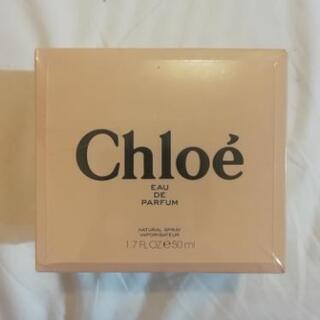 Chloé
EAU
DE
PARFUM
NATURAL SPRAY
VAPORISATEUR
1.7 FL.OZ ℮ 50 ml